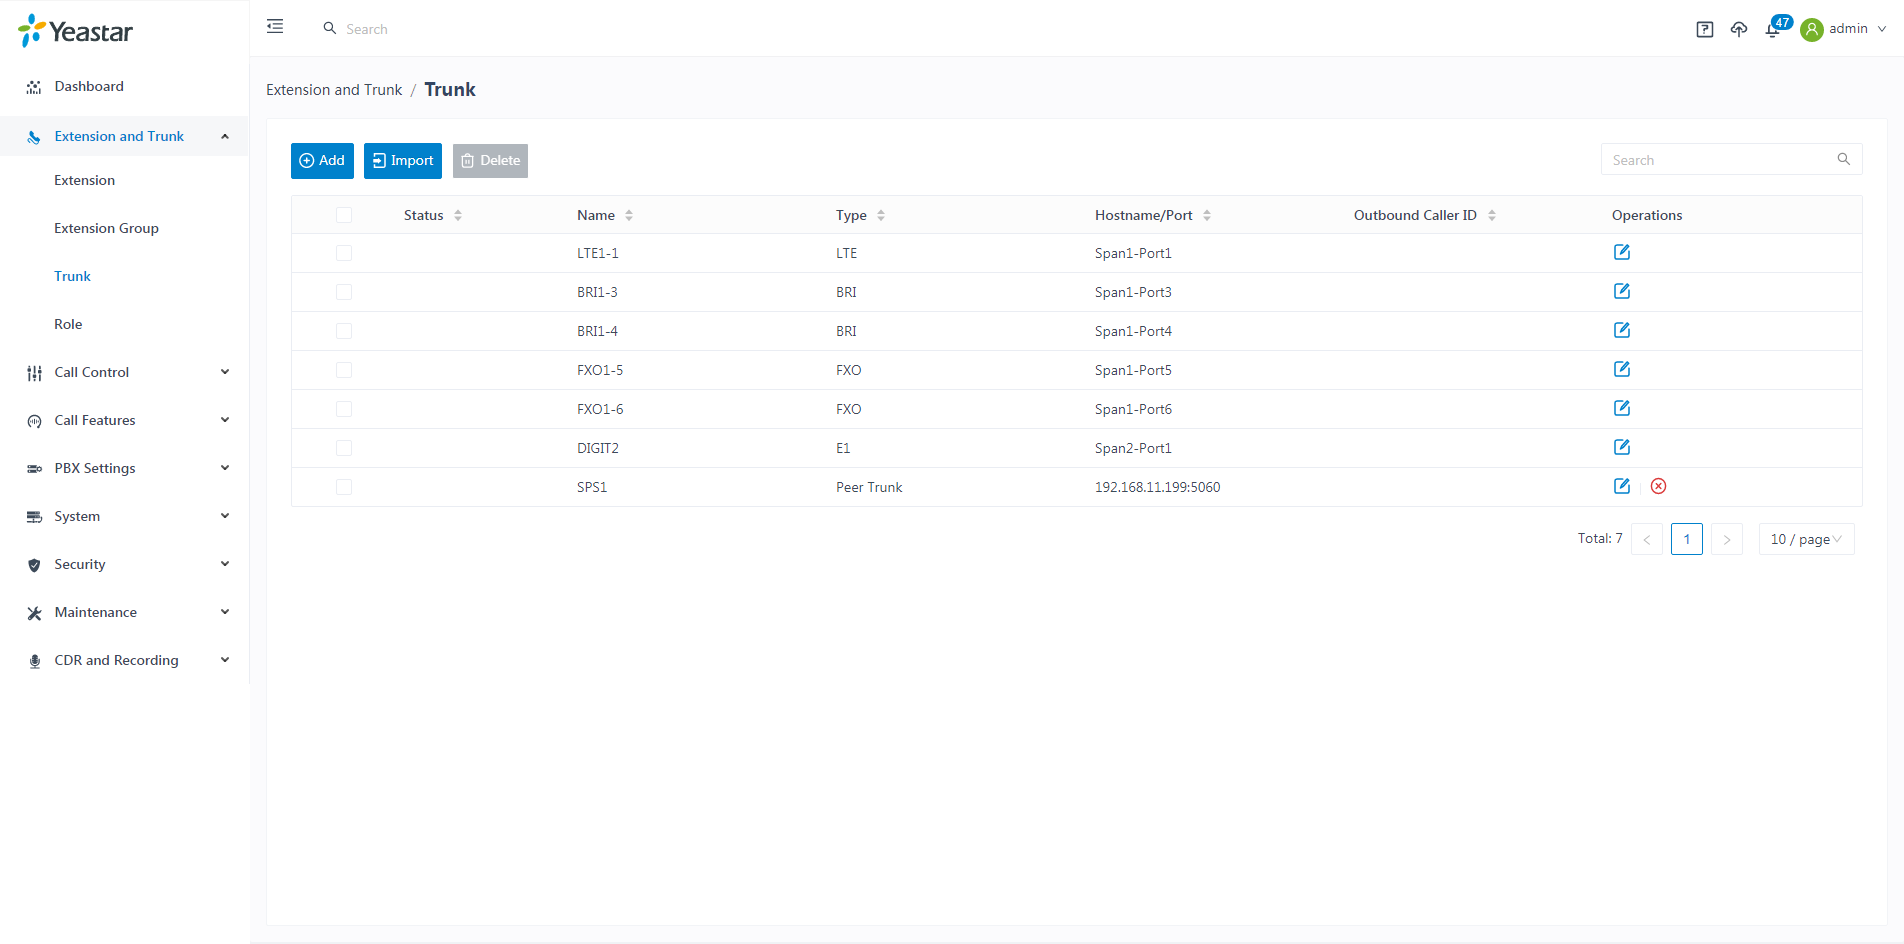 Yeastar
Search
47
admin
Dashboard
Extension and Trunk
Extension
Extension Group
Trunk
Role
Call Control
Call Features
PBX Settings
System
Security
Maintenance
CDR and Recording
Extension and Trunk / Trunk
Add Import Delete
Search
Status Name Type Hostname/Port Outbound Caller ID Operations
LTE1-1 LTE Span1-Port1
BRI1-3 BRI Span1-Port3
BRI1-4 BRI Span1-Port4
FXO1-5 FXO Span1-Port5
FXO1-6 FXO Span1-Port6
DIGIT2 E1 Span2-Port1
SPS1 Peer Trunk 192.168.11.199:5060
Total: 7 < 1 > 10 / page